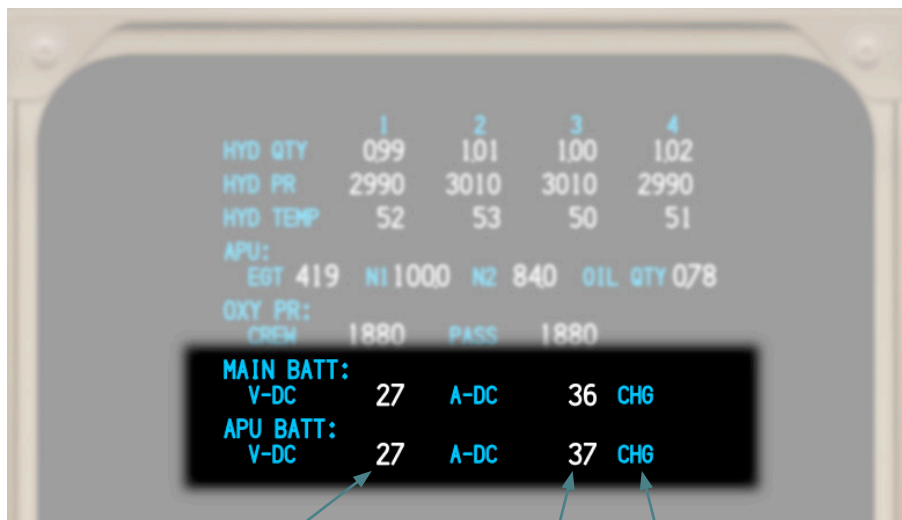 1 2 3 4
HYD QTY 0.99 1.01 1.00 1.02
HYD PR 2990 3010 3010 2990
HYD TEMP 52 53 50 51
APU:
EGT 419 N1 100.0 N2 84.0 OIL QTY 0.78
OXY PR:
CREW 1880 PASS 1880
MAIN BATT:
V-DC 27 A-DC 36 CHG
APU BATT:
V-DC 27 A-DC 37 CHG